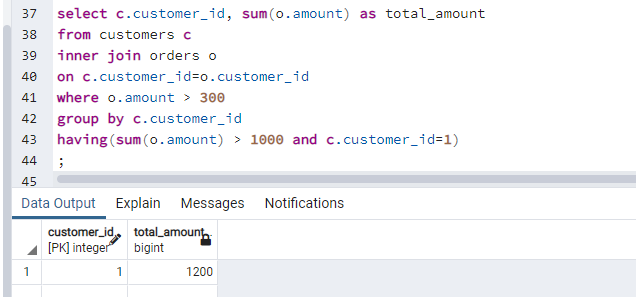 37 select c.customer_id, sum(o.amount) as total_amount
38 from customers c
39 inner join orders o
40 on c.customer_id=o.customer_id
41 where o.amount > 300
42 group by c.customer_id
43 having(sum(o.amount) > 1000 and c.customer_id=1)
44 ;
45
Data Output Explain Messages Notifications
customer_id total_amount
[PK] integer bigint
1 1 1200